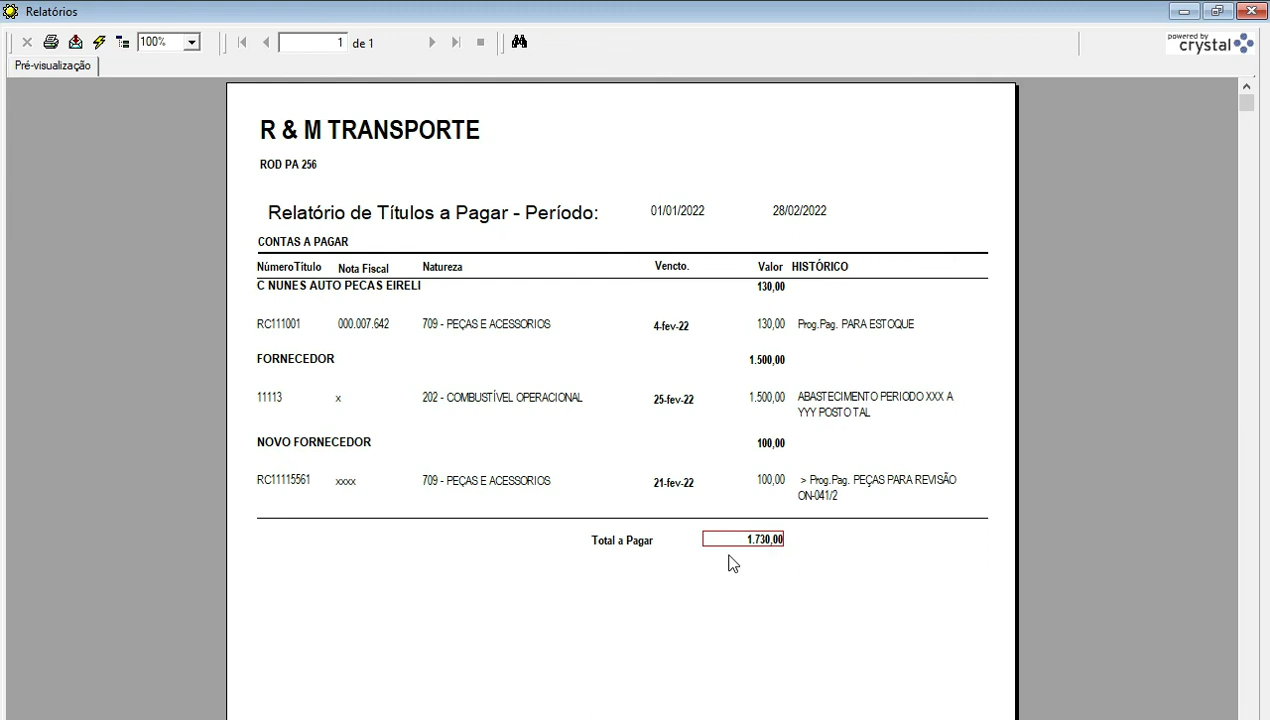 Relatórios
100%
1 de 1
powered by crystal
Pré-visualização
R & M TRANSPORTE
ROD PA 256
Relatório de Títulos a Pagar - Período: 01/01/2022 28/02/2022
CONTAS A PAGAR
NúmeroTítulo Nota Fiscal Natureza Vencto. Valor HISTÓRICO
C NUNES AUTO PECAS EIRELI 130,00
RC111001 000.007.642 709 - PEÇAS E ACESSORIOS 4-fev-22 130,00 Prog.Pag. PARA ESTOQUE
FORNECEDOR 1.500,00
11113 x 202 - COMBUSTÍVEL OPERACIONAL 25-fev-22 1.500,00 ABASTECIMENTO PERIODO XXX A
YYY POSTO TAL
NOVO FORNECEDOR 100,00
RC11115561 xxxx 709 - PEÇAS E ACESSORIOS 21-fev-22 100,00 > Prog.Pag. PEÇAS PARA REVISÃO
ON-041/2
Total a Pagar 1.730,00